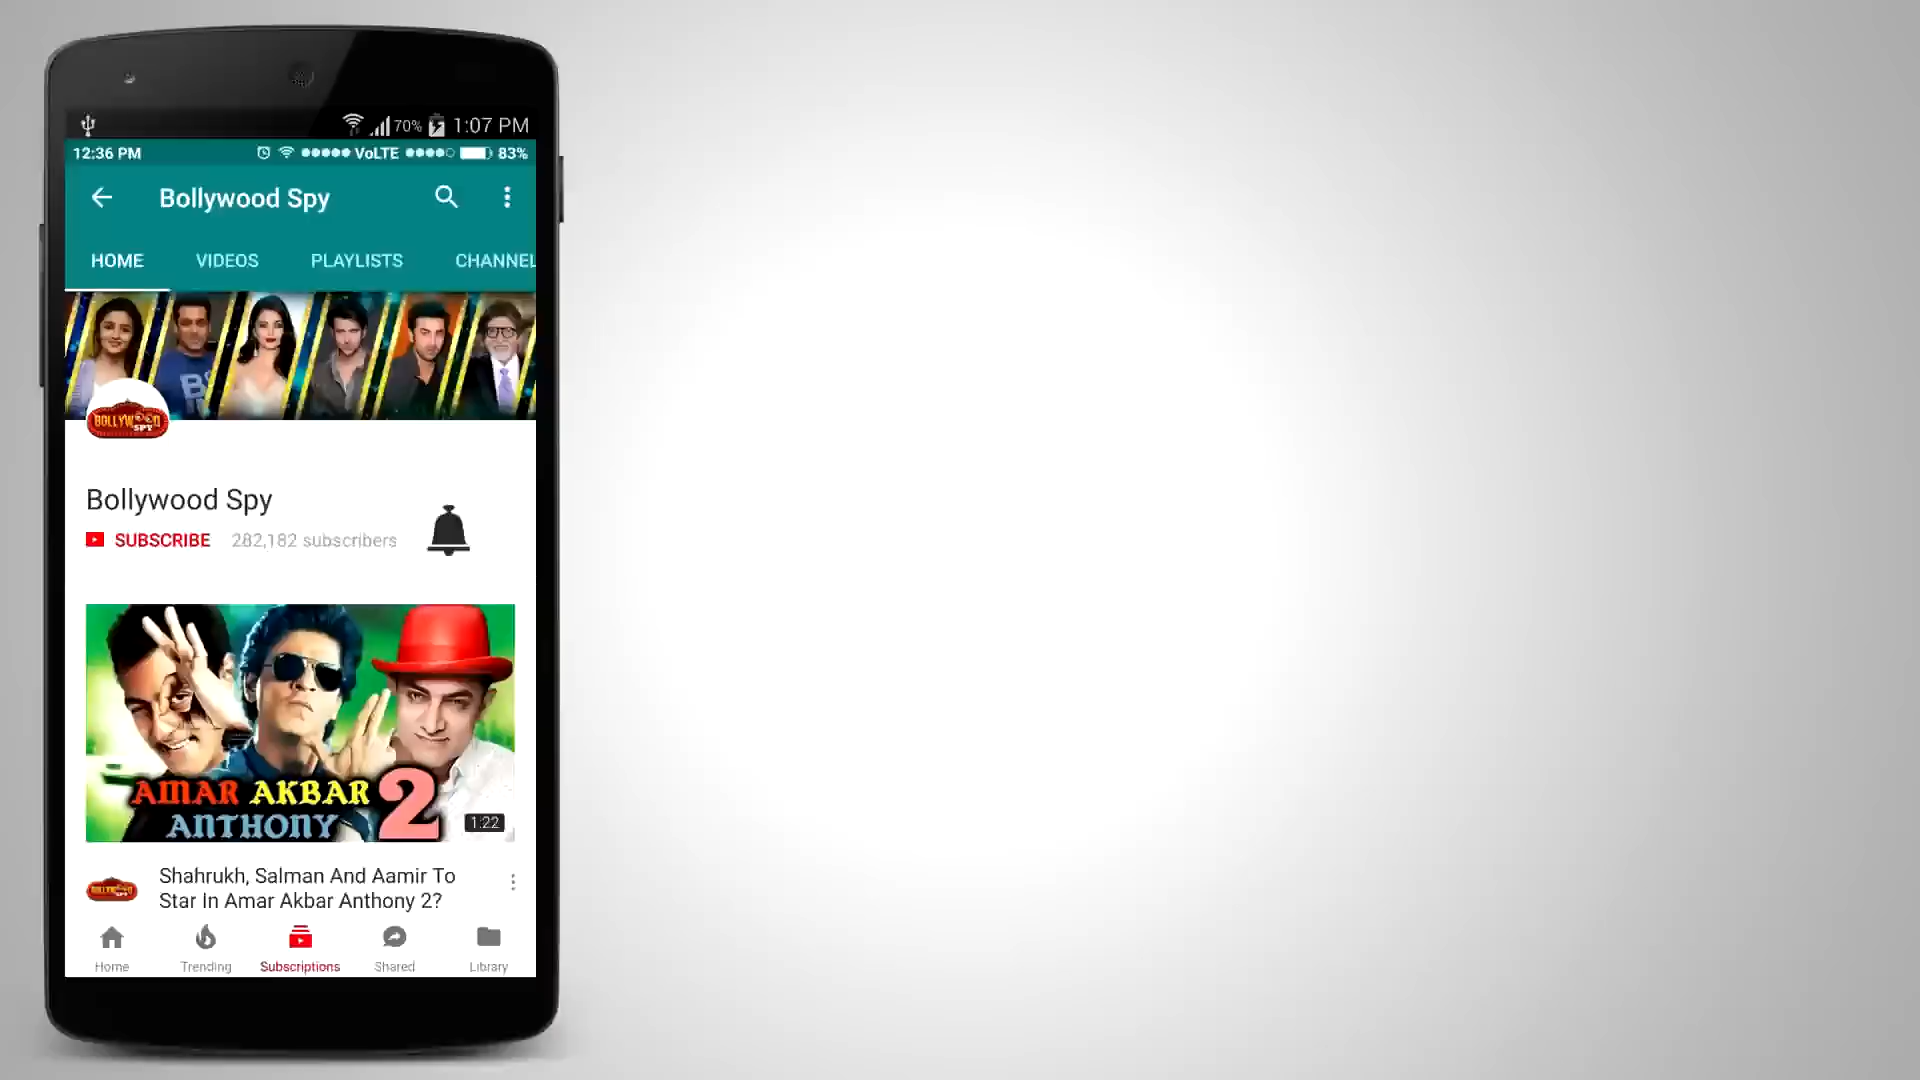 70% 1:07 PM
12:36 PM VoLTE 83%
Bollywood Spy
HOME VIDEOS PLAYLISTS CHANNEL
BOLLYWOOD
SPY
Bollywood Spy
SUBSCRIBE 282,182 subscribers
AMAR AKBAR 2
ANTHONY
1:22
Shahrukh, Salman And Aamir To
Star In Amar Akbar Anthony 2?
Home Trending Subscriptions Shared Library